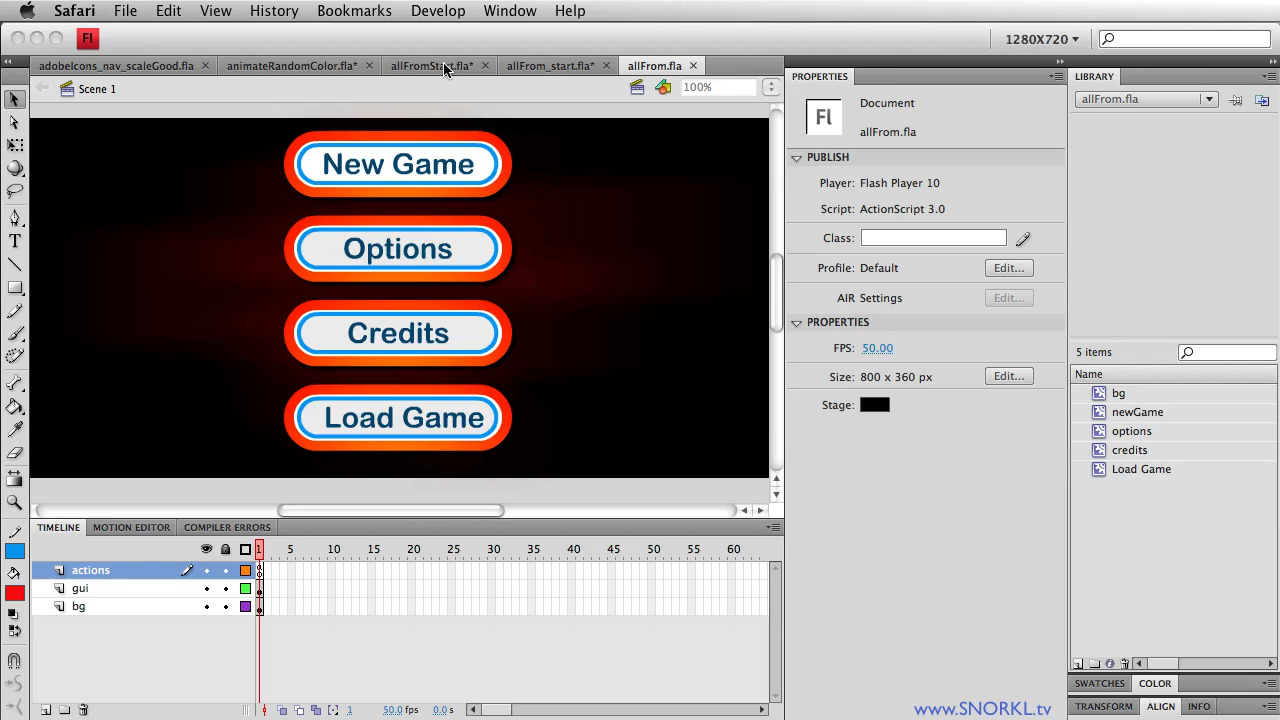 Safari File Edit View History Bookmarks Develop Window Help
Fl 1280X720
adobeIcons_nav_scaleGood.fla animateRandomColor.fla* allFromStart.fla* allFrom_start.fla* allFrom.fla
Scene 1 100%
New Game
Options
Credits
Load Game
PROPERTIES
Fl
Document
allFrom.fla
PUBLISH
Player: Flash Player 10
Script: ActionScript 3.0
Class:
Profile: Default Edit...
AIR Settings Edit...
PROPERTIES
FPS: 50.00
Size: 800 x 360 px Edit...
Stage:
LIBRARY
allFrom.fla
5 items
Name
bg
newGame
options
credits
Load Game
TIMELINE MOTION EDITOR COMPILER ERRORS
1 5 10 15 20 25 30 35 40 45 50 55 60
actions
gui
bg
1 50.0 fps 0.0 s
SWATCHES COLOR
TRANSFORM ALIGN INFO
www.SNORKL.tv